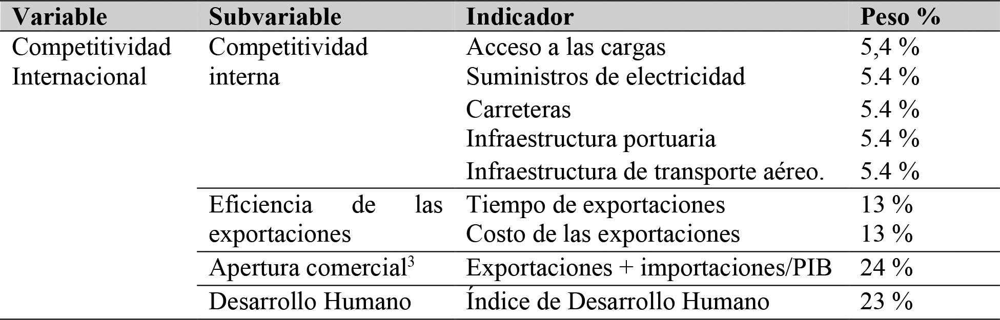 Variable Subvariable Indicador Peso %
Competitividad Competitividad Acceso a las cargas 5,4 %
Internacional interna Suministros de electricidad 5.4 %
Carreteras 5.4 %
Infraestructura portuaria 5.4 %
Infraestructura de transporte aéreo. 5.4 %
Eficiencia de las Tiempo de exportaciones 13 %
exportaciones Costo de las exportaciones 13 %
Apertura comercial³ Exportaciones + importaciones/PIB 24 %
Desarrollo Humano Índice de Desarrollo Humano 23 %